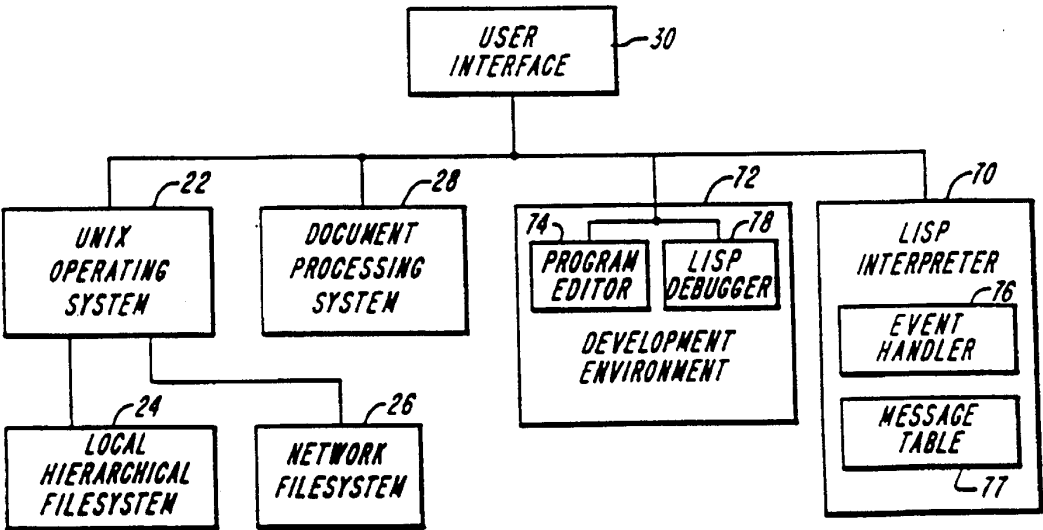 USER
INTERFACE
30
22
UNIX
OPERATING
SYSTEM
28
DOCUMENT
PROCESSING
SYSTEM
72
74
PROGRAM
EDITOR
78
LISP
DEBUGGER
DEVELOPMENT
ENVIRONMENT
70
LISP
INTERPRETER
76
EVENT
HANDLER
MESSAGE
TABLE
77
24
LOCAL
HIERARCHICAL
FILESYSTEM
26
NETWORK
FILESYSTEM